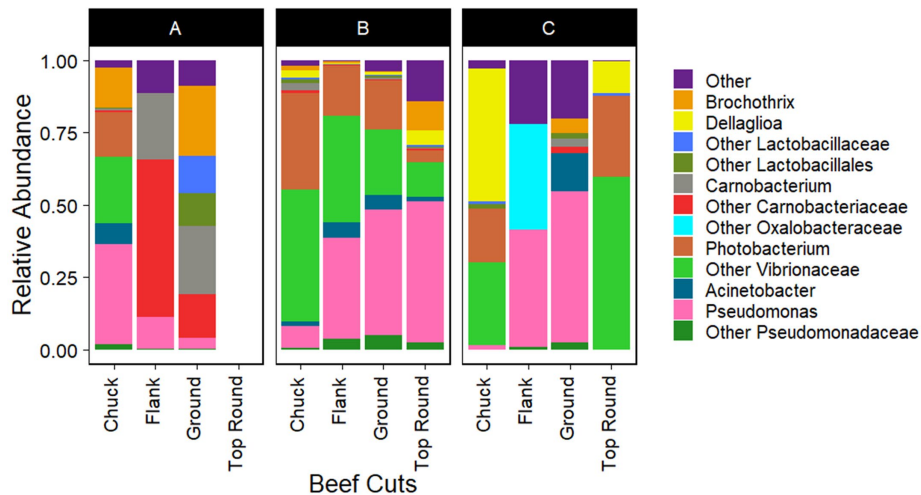 A B C
Relative Abundance
1.00
0.75
0.50
0.25
0.00
Chuck Flank Ground Top Round Chuck Flank Ground Top Round Chuck Flank Ground Top Round
Beef Cuts
Other
Brochothrix
Dellaglioa
Other Lactobacillaceae
Other Lactobacillales
Carnobacterium
Other Carnobacteriaceae
Other Oxalobacteraceae
Photobacterium
Other Vibrionaceae
Acinetobacter
Pseudomonas
Other Pseudomonadaceae